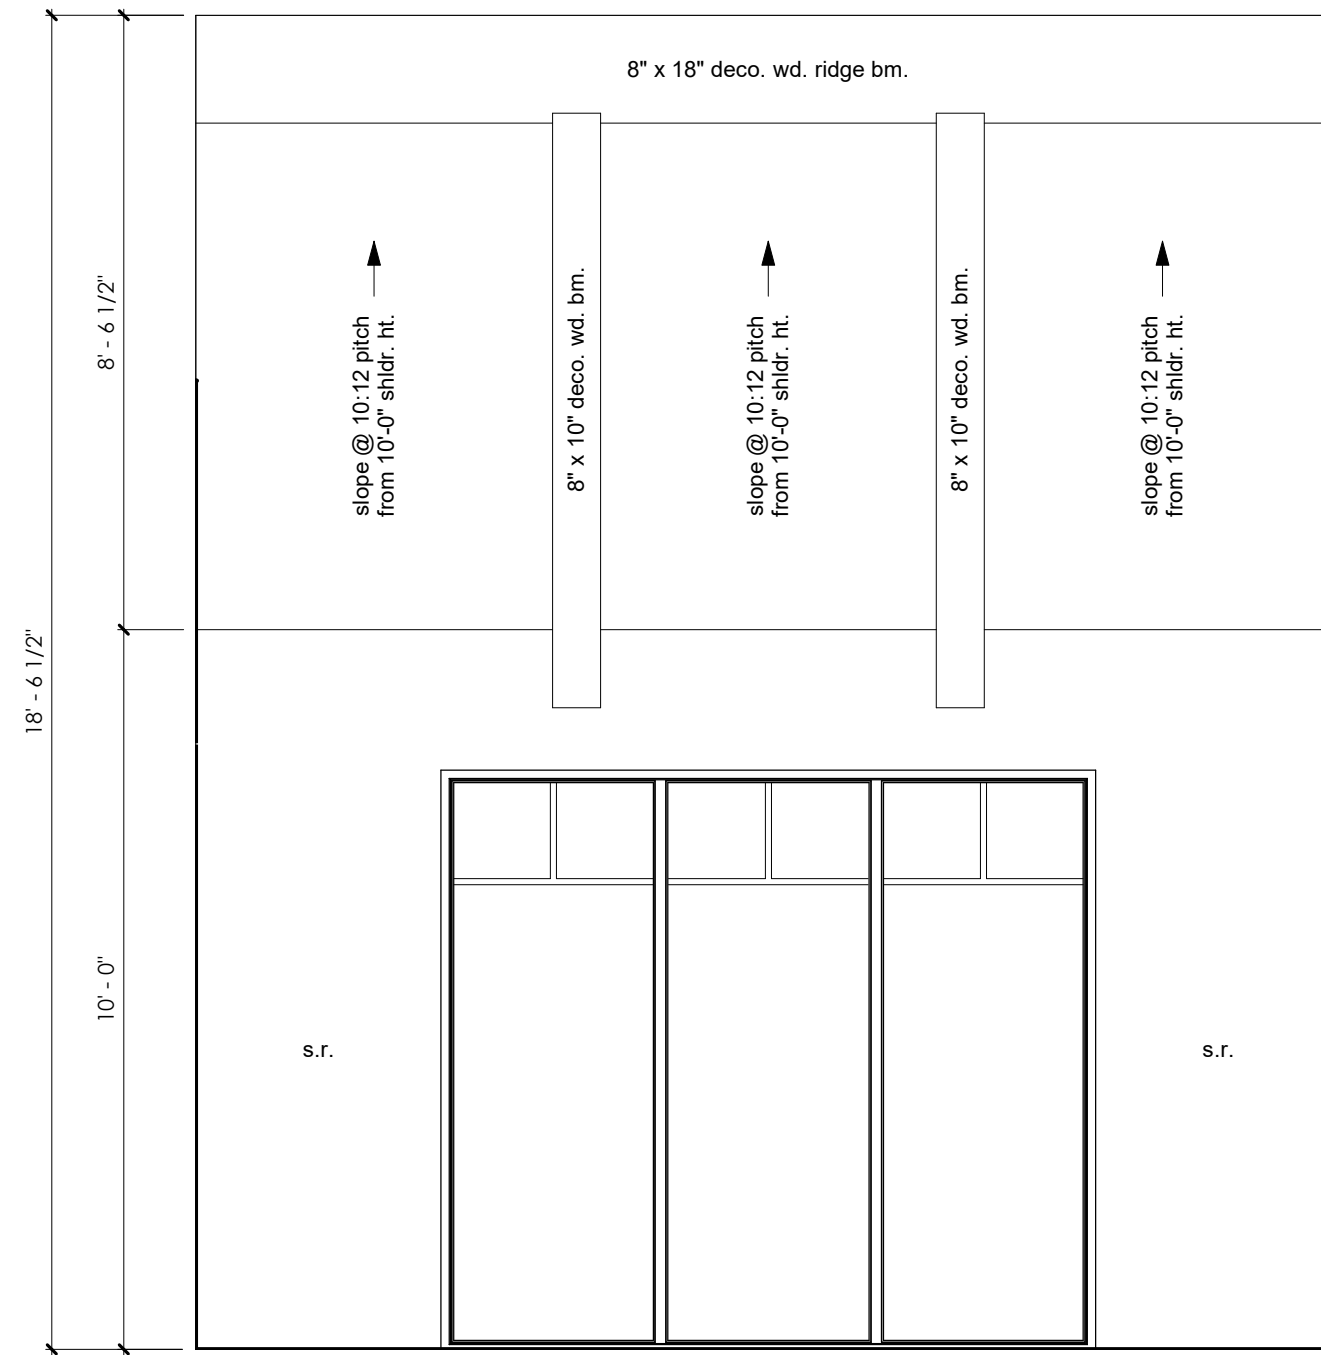 8" x 18" deco. wd. ridge bm.
8' - 6 1/2"
slope @ 10:12 pitch
from 10'-0" shldr. ht.
8" x 10" deco. wd. bm.
slope @ 10:12 pitch
from 10'-0" shldr. ht.
8" x 10" deco. wd. bm.
slope @ 10:12 pitch
from 10'-0" shldr. ht.
18' - 6 1/2"
10' - 0"
s.r.
s.r.